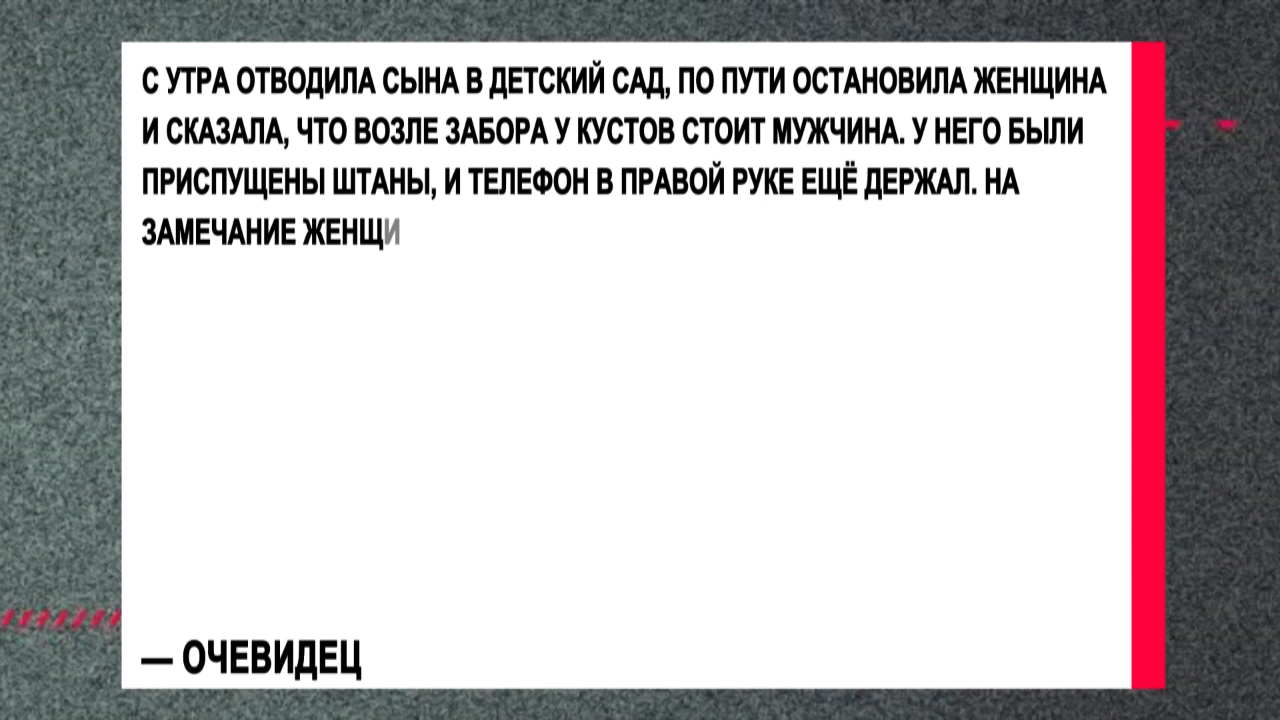 С УТРА ОТВОДИЛА СЫНА В ДЕТСКИЙ САД, ПО ПУТИ ОСТАНОВИЛА ЖЕНЩИНА
И СКАЗАЛА, ЧТО ВОЗЛЕ ЗАБОРА У КУСТОВ СТОИТ МУЖЧИНА. У НЕГО БЫЛИ
ПРИСПУЩЕНЫ ШТАНЫ, И ТЕЛЕФОН В ПРАВОЙ РУКЕ ЕЩЁ ДЕРЖАЛ. НА
ЗАМЕЧАНИЕ ЖЕНЩИ
— ОЧЕВИДЕЦ